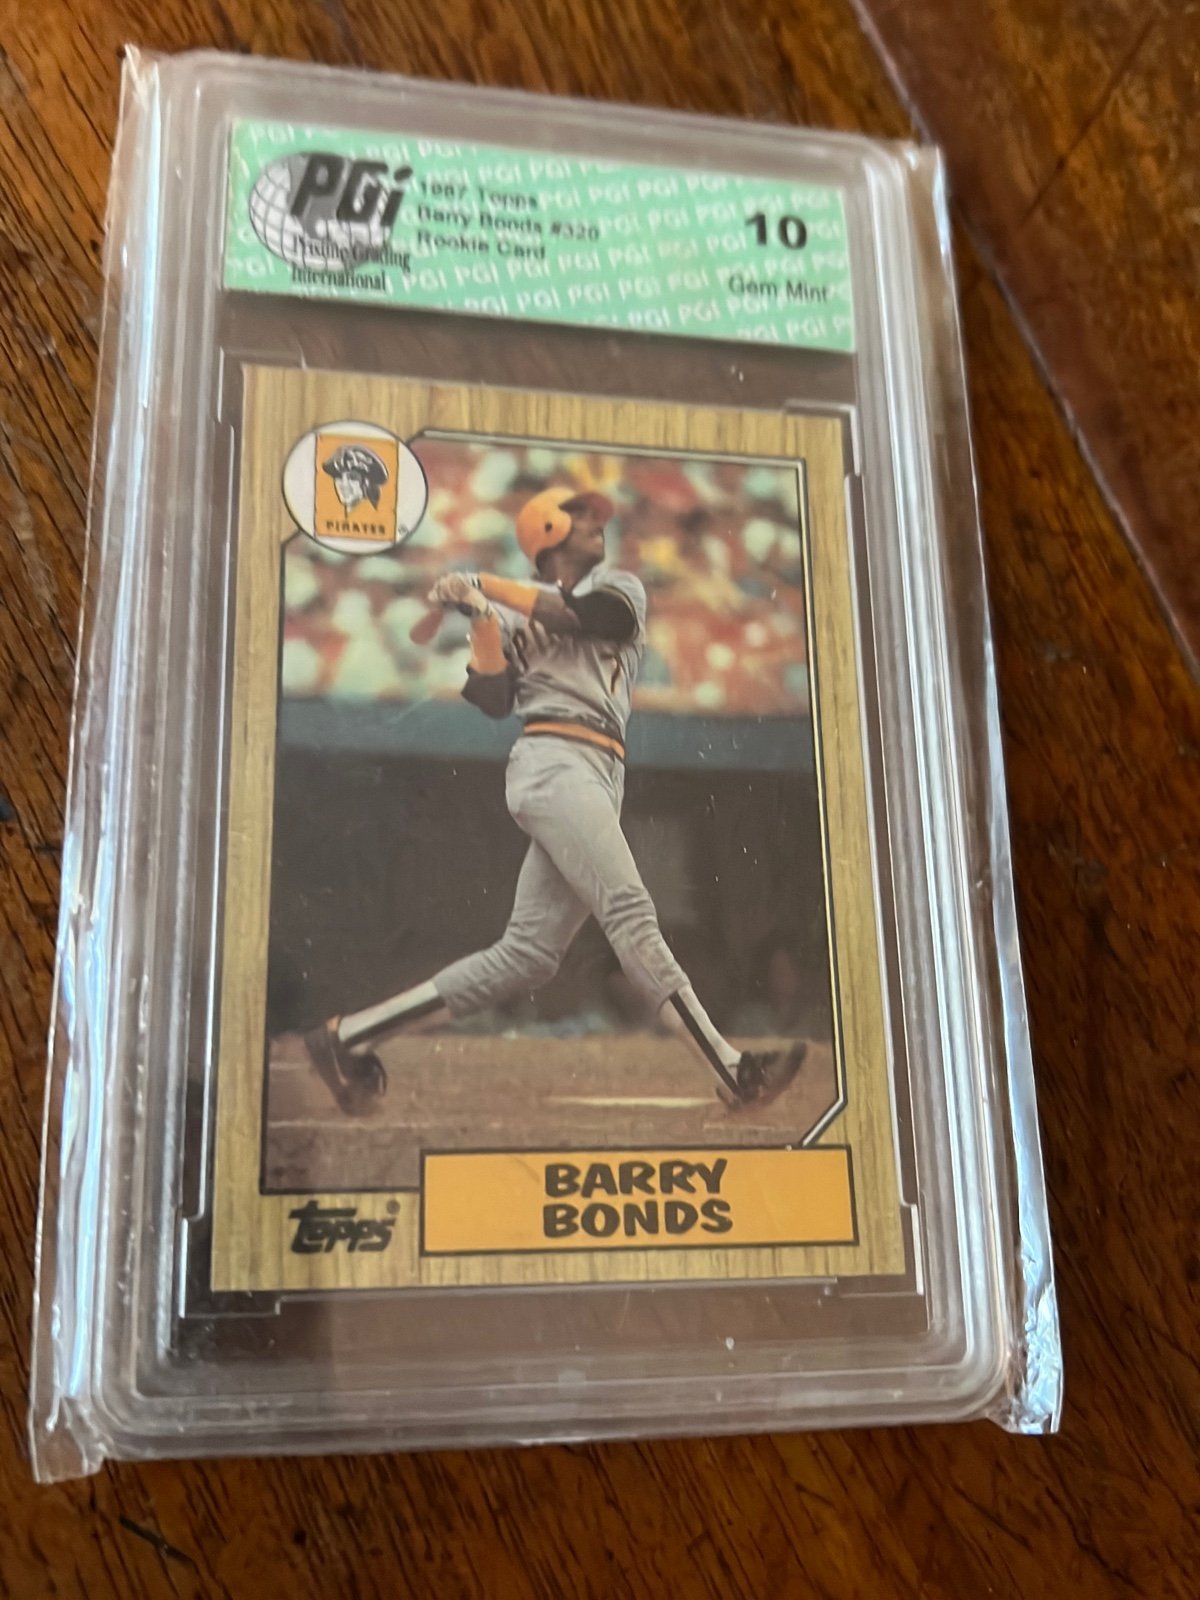 PGi
Pristine Grading
International
1987 Topps
Barry Bonds #320
Rookie Card
10
Gem Mint
PIRATES
topps®
BARRY
BONDS